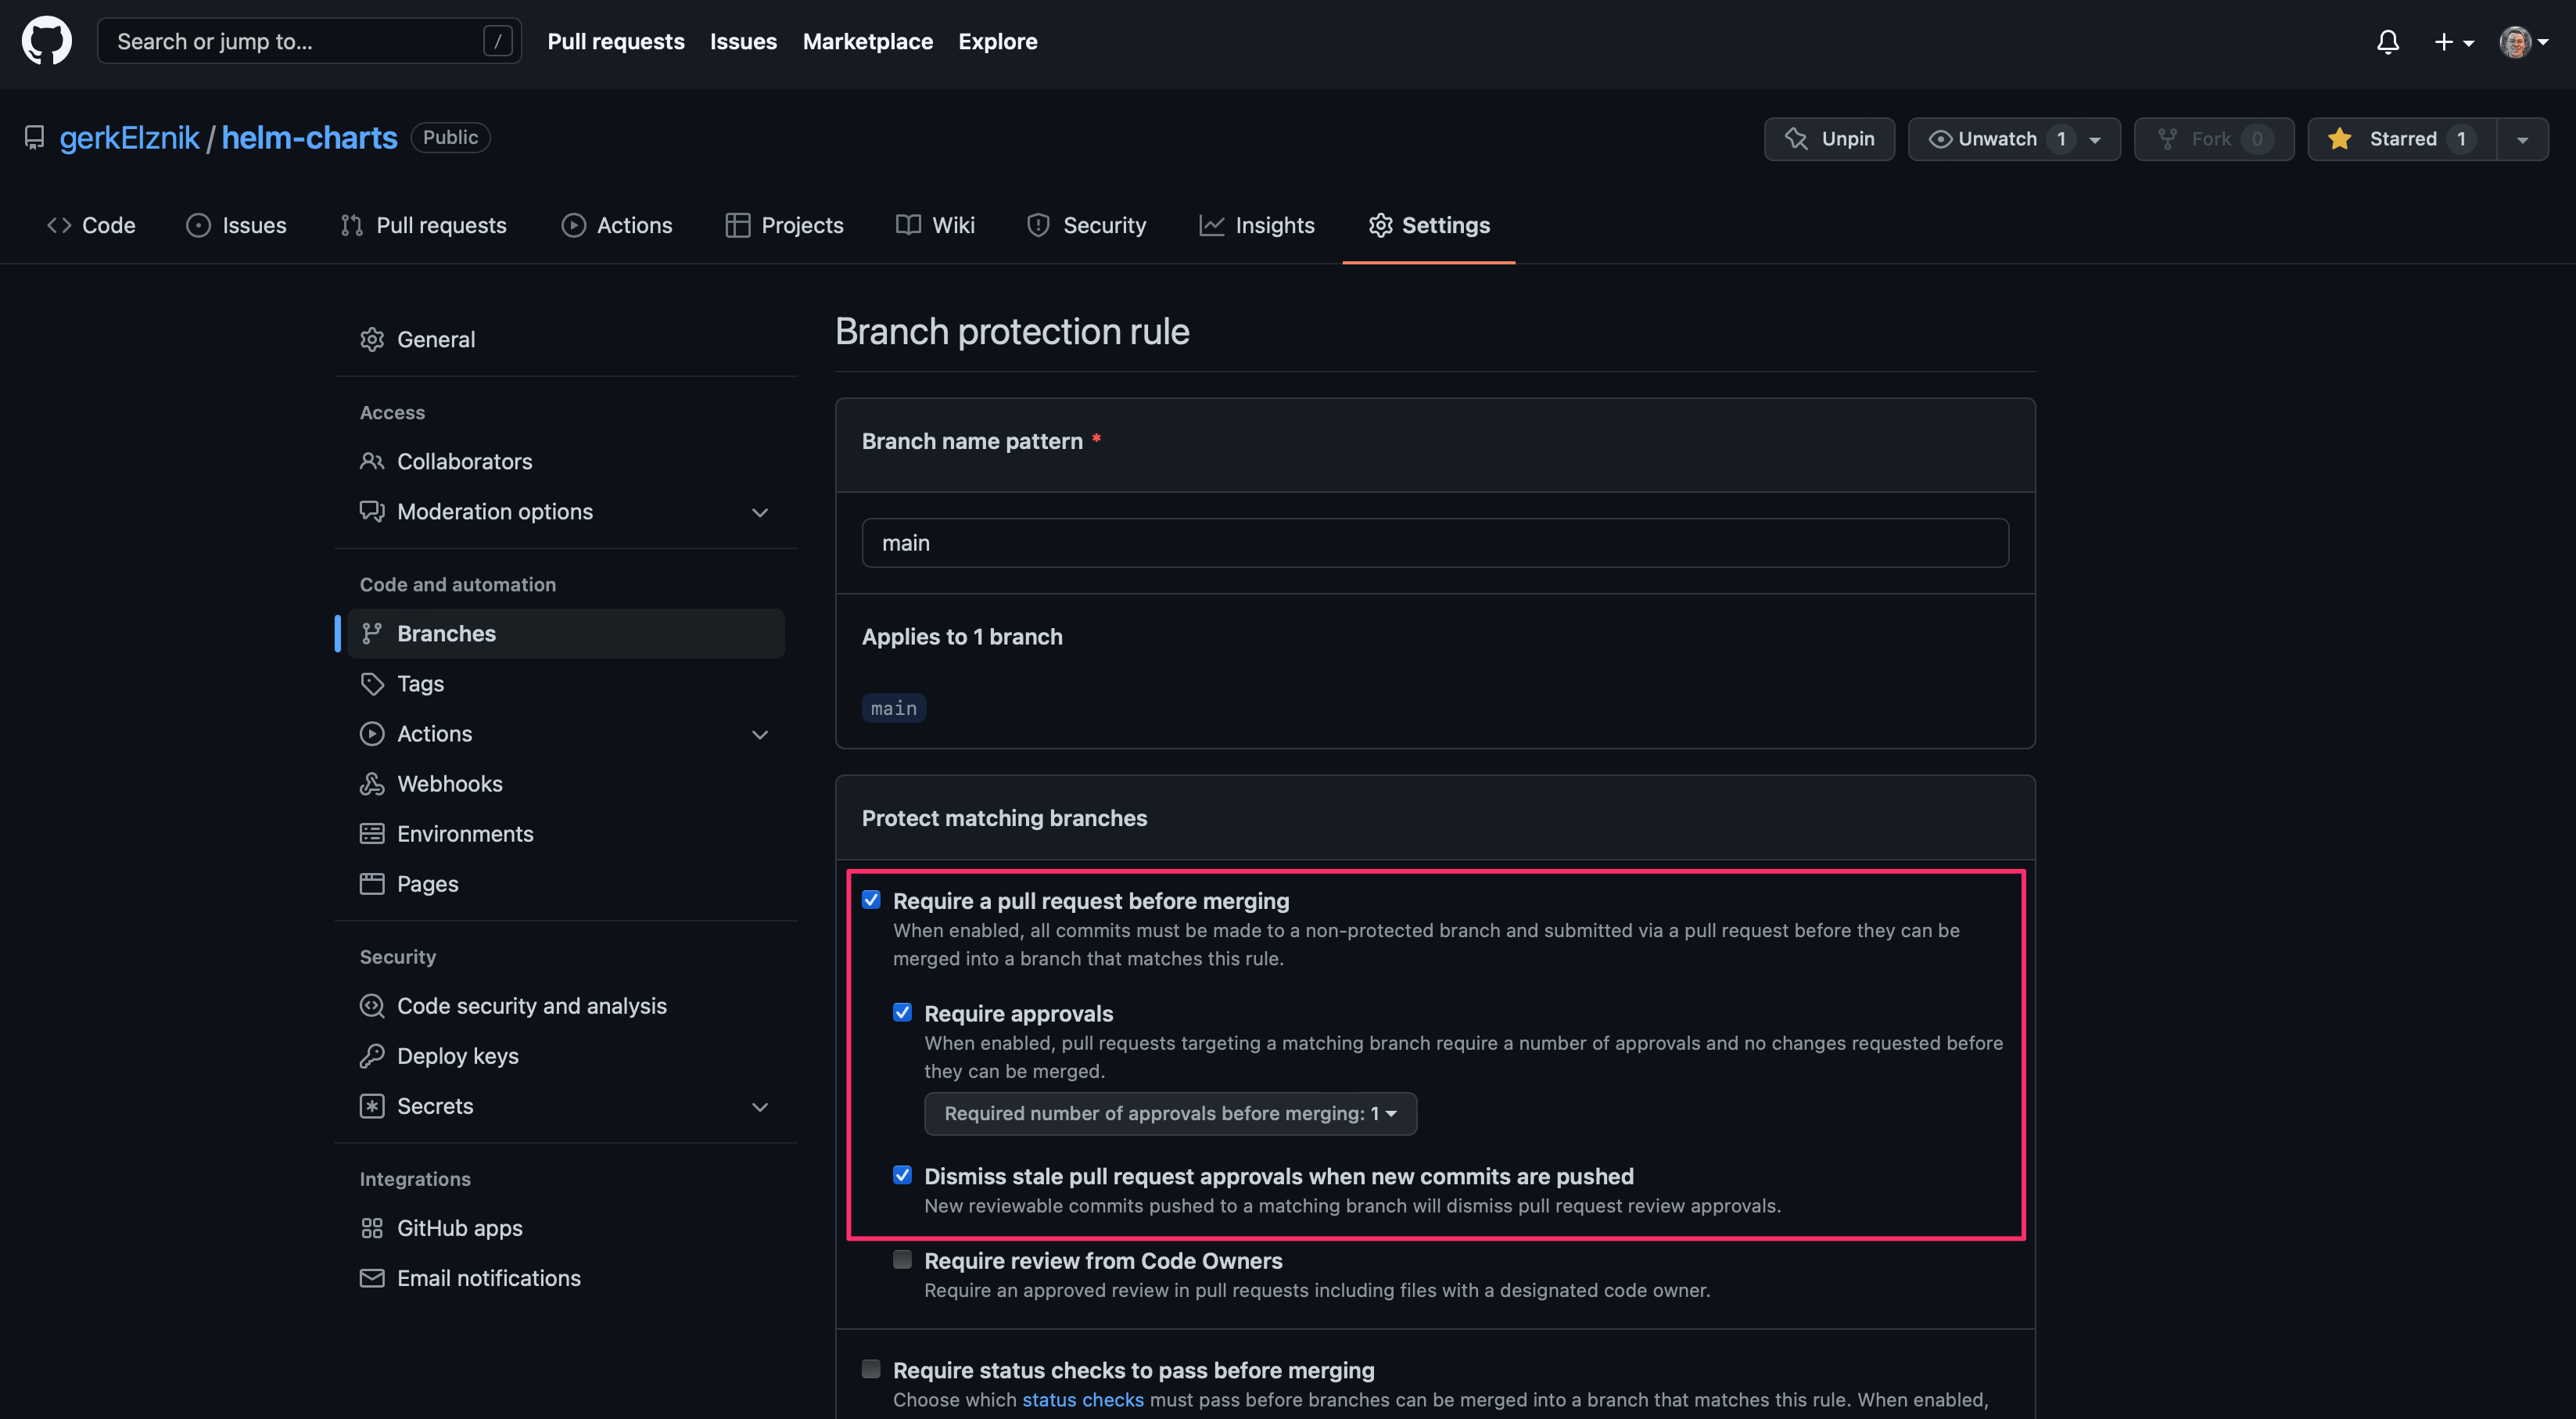 Search or jump to... /
Pull requests Issues Marketplace Explore
gerkElznik / helm-charts Public
Unpin Unwatch 1 Fork 0 Starred 1
Code Issues Pull requests Actions Projects Wiki Security Insights Settings
General
Access
Collaborators
Moderation options
Code and automation
Branches
Tags
Actions
Webhooks
Environments
Pages
Security
Code security and analysis
Deploy keys
Secrets
Integrations
GitHub apps
Email notifications
Branch protection rule
Branch name pattern *
main
Applies to 1 branch
main
Protect matching branches
Require a pull request before merging
When enabled, all commits must be made to a non-protected branch and submitted via a pull request before they can be
merged into a branch that matches this rule.
Require approvals
When enabled, pull requests targeting a matching branch require a number of approvals and no changes requested before
they can be merged.
Required number of approvals before merging: 1
Dismiss stale pull request approvals when new commits are pushed
New reviewable commits pushed to a matching branch will dismiss pull request review approvals.
Require review from Code Owners
Require an approved review in pull requests including files with a designated code owner.
Require status checks to pass before merging
Choose which status checks must pass before branches can be merged into a branch that matches this rule. When enabled,